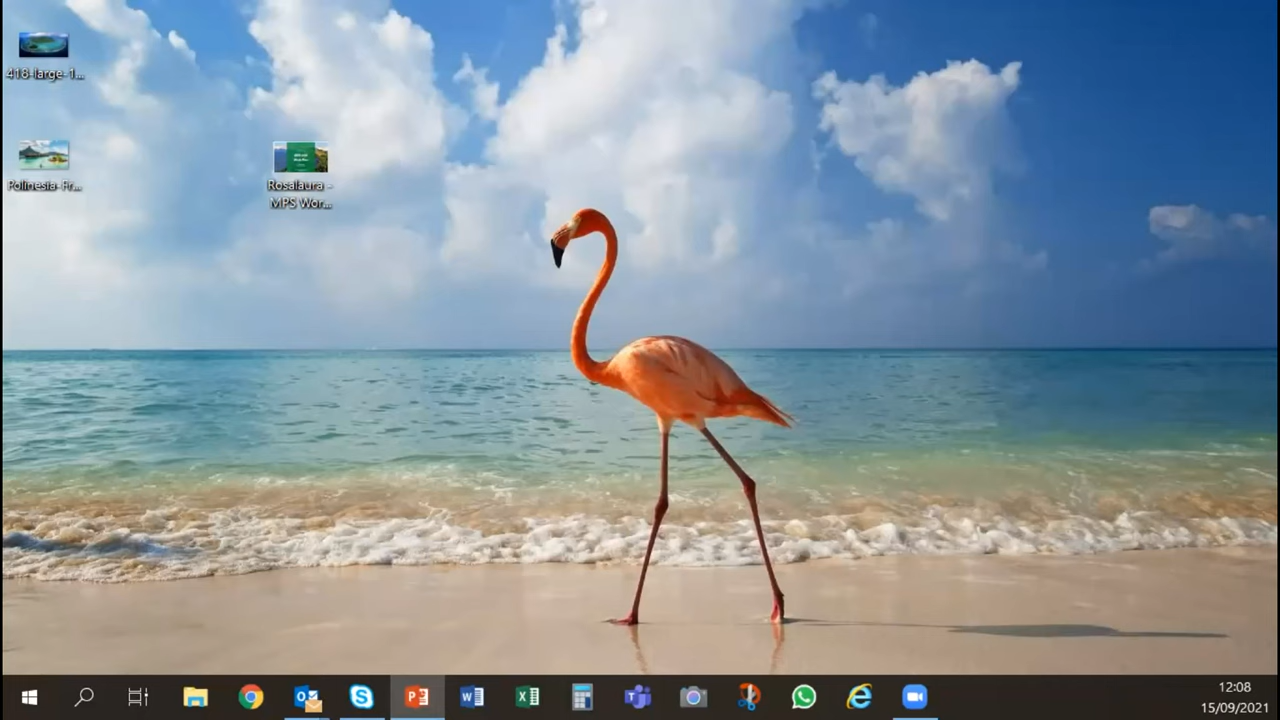 418-large-1...
Polinesia-Fr...
Rosalaura -
MPS Wor...
12:08
15/09/2021